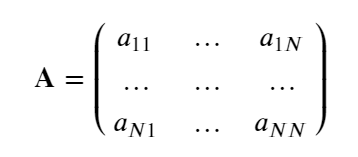 a₁₁ … a₁N
A = ( … … … )
aN₁ … aNN